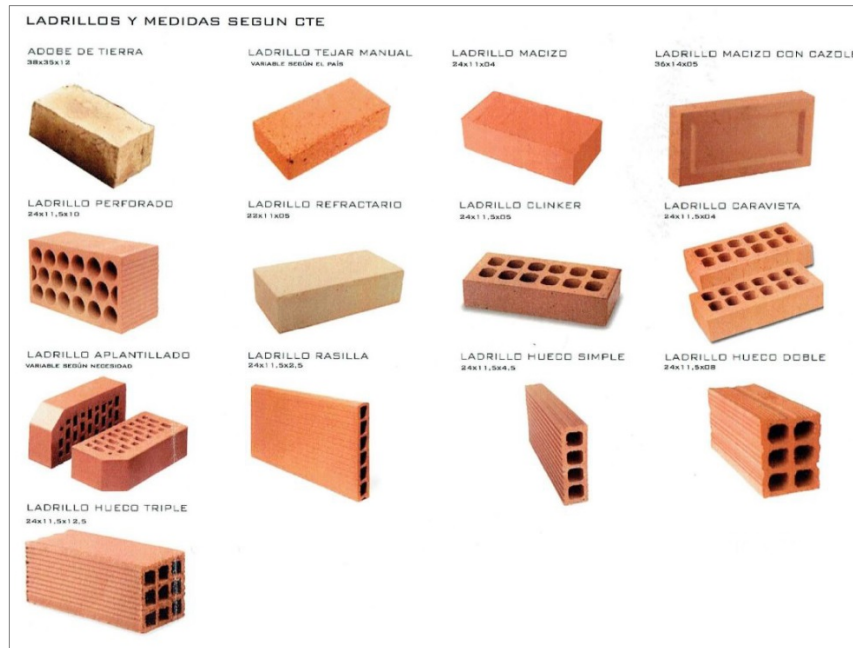 LADRILLOS Y MEDIDAS SEGUN CTE
ADOBE DE TIERRA
38x35x12
LADRILLO TEJAR MANUAL
VARIABLE SEGÚN EL PAÍS
LADRILLO MACIZO
24x11x04
LADRILLO MACIZO CON CAZOL
36x14x05
LADRILLO PERFORADO
24x11,5x10
LADRILLO REFRACTARIO
22x11x05
LADRILLO CLINKER
24x11,5x05
LADRILLO CARAVISTA
24x11,5x04
LADRILLO APLANTILLADO
VARIABLE SEGÚN NECESIDAD
LADRILLO RASILLA
24x11,5x2,5
LADRILLO HUECO SIMPLE
24x11,5x4,5
LADRILLO HUECO DOBLE
24x11,5x08
LADRILLO HUECO TRIPLE
24x11,5x12,5